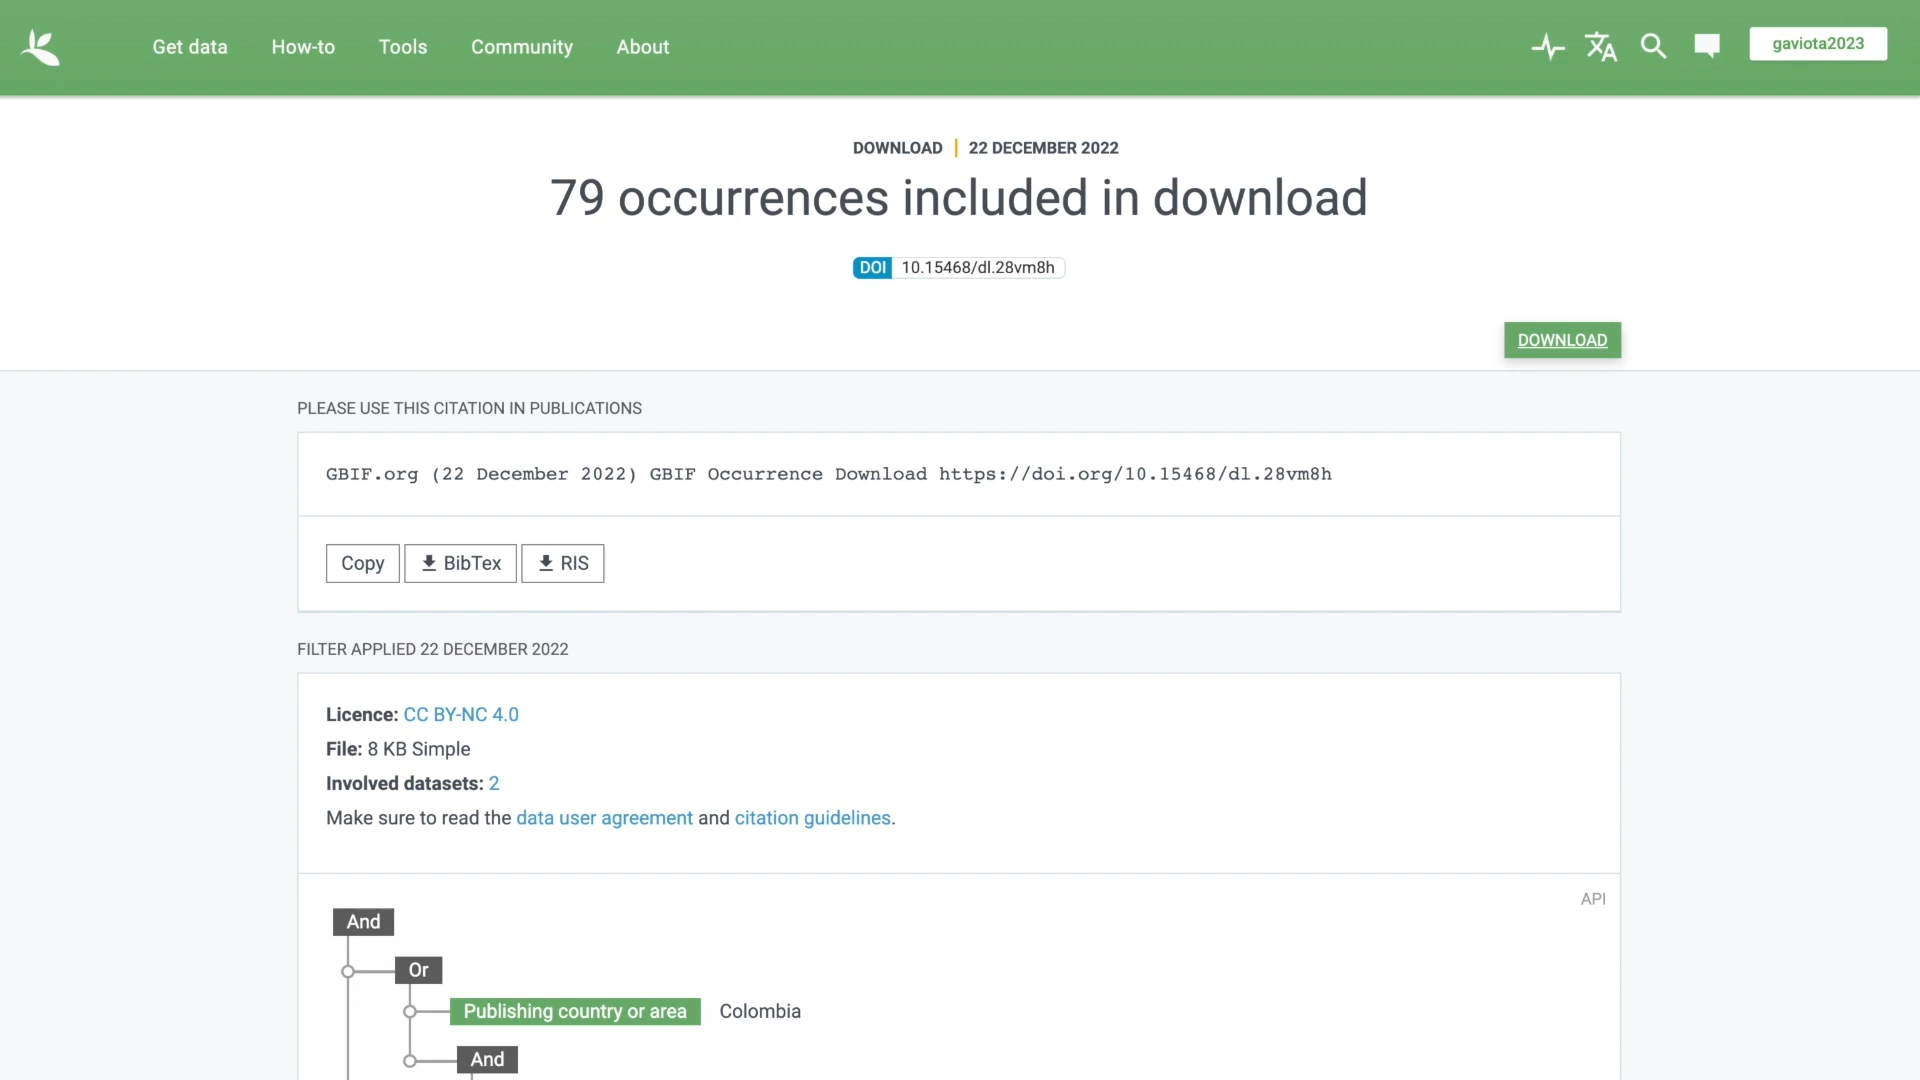 Get data How-to Tools Community About gaviota2023
DOWNLOAD 22 DECEMBER 2022
79 occurrences included in download
DOI 10.15468/dl.28vm8h
DOWNLOAD
PLEASE USE THIS CITATION IN PUBLICATIONS
GBIF.org (22 December 2022) GBIF Occurrence Download https://doi.org/10.15468/dl.28vm8h
Copy BibTex RIS
FILTER APPLIED 22 DECEMBER 2022
Licence: CC BY-NC 4.0
File: 8 KB Simple
Involved datasets: 2
Make sure to read the data user agreement and citation guidelines.
API
And
Or
Publishing country or area Colombia
And